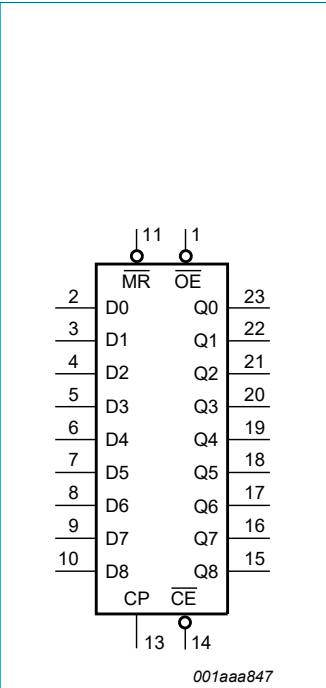 11 1
MR OE
2 D0 Q0 23
3 D1 Q1 22
4 D2 Q2 21
5 D3 Q3 20
6 D4 Q4 19
7 D5 Q5 18
8 D6 Q6 17
9 D7 Q7 16
10 D8 Q8 15
CP CE
13 14
001aaa847